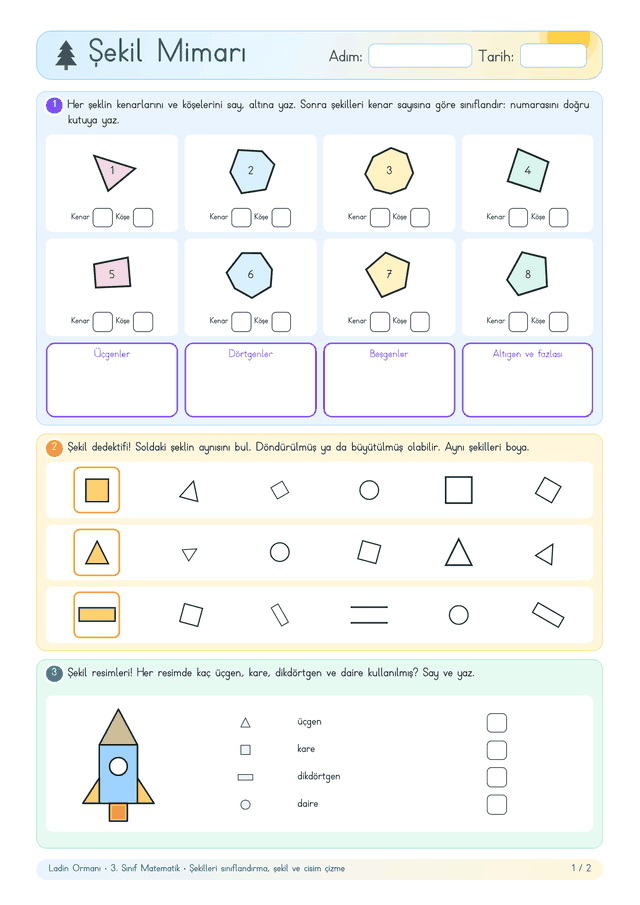 Şekil Mimarı
Adım:
Tarih:
1 Her şeklin kenarlarını ve köşelerini say, altına yaz. Sonra şekilleri kenar sayısına göre sınıflandır: numarasını doğru
kutuya yaz.
1 2 3 4
Kenar Köşe Kenar Köşe Kenar Köşe Kenar Köşe
5 6 7 8
Kenar Köşe Kenar Köşe Kenar Köşe Kenar Köşe
Üçgenler Dörtgenler Beşgenler Altıgen ve fazlası
2 Şekil dedektifi! Soldaki şeklin aynısını bul. Döndürülmüş ya da büyütülmüş olabilir. Aynı şekilleri boya.
3 Şekil resimleri! Her resimde kaç üçgen, kare, dikdörtgen ve daire kullanılmış? Say ve yaz.
üçgen
kare
dikdörtgen
daire
Ladin Ormanı • 3. Sınıf Matematik • Şekilleri sınıflandırma, şekil ve cisim çizme
1 / 2